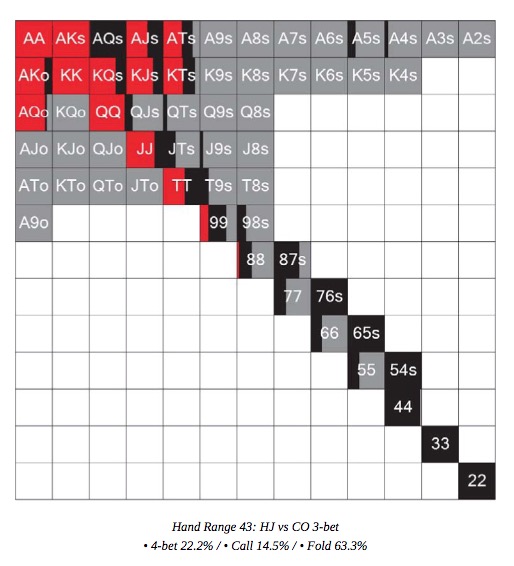 AA AKs AQs AJs ATs A9s A8s A7s A6s A5s A4s A3s A2s
AKo KK KQs KJs KTs K9s K8s K7s K6s K5s K4s
AQo KQo QQ QJs QTs Q9s Q8s
AJo KJo QJo JJ JTs J9s J8s
ATo KTo QTo JTo TT T9s T8s
A9o 99 98s
88 87s
77 76s
66 65s
55 54s
44
33
22
Hand Range 43: HJ vs CO 3-bet
• 4-bet 22.2% / • Call 14.5% / • Fold 63.3%